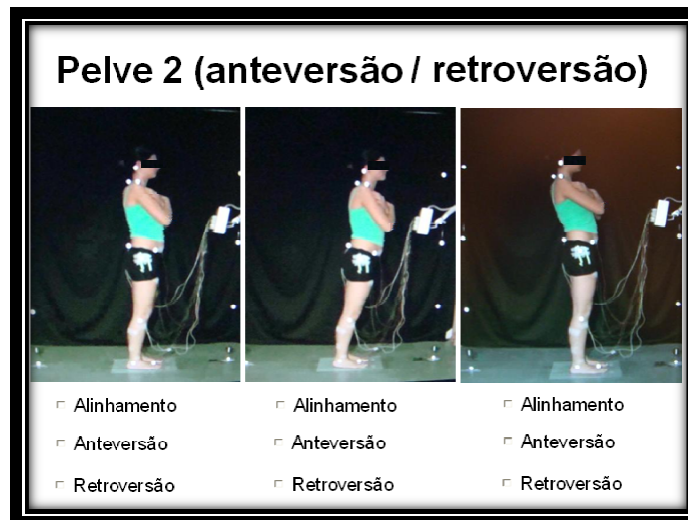 Pelve 2 (anteversão / retroversão)
Alinhamento
Anteversão
Retroversão
Alinhamento
Anteversão
Retroversão
Alinhamento
Anteversão
Retroversão